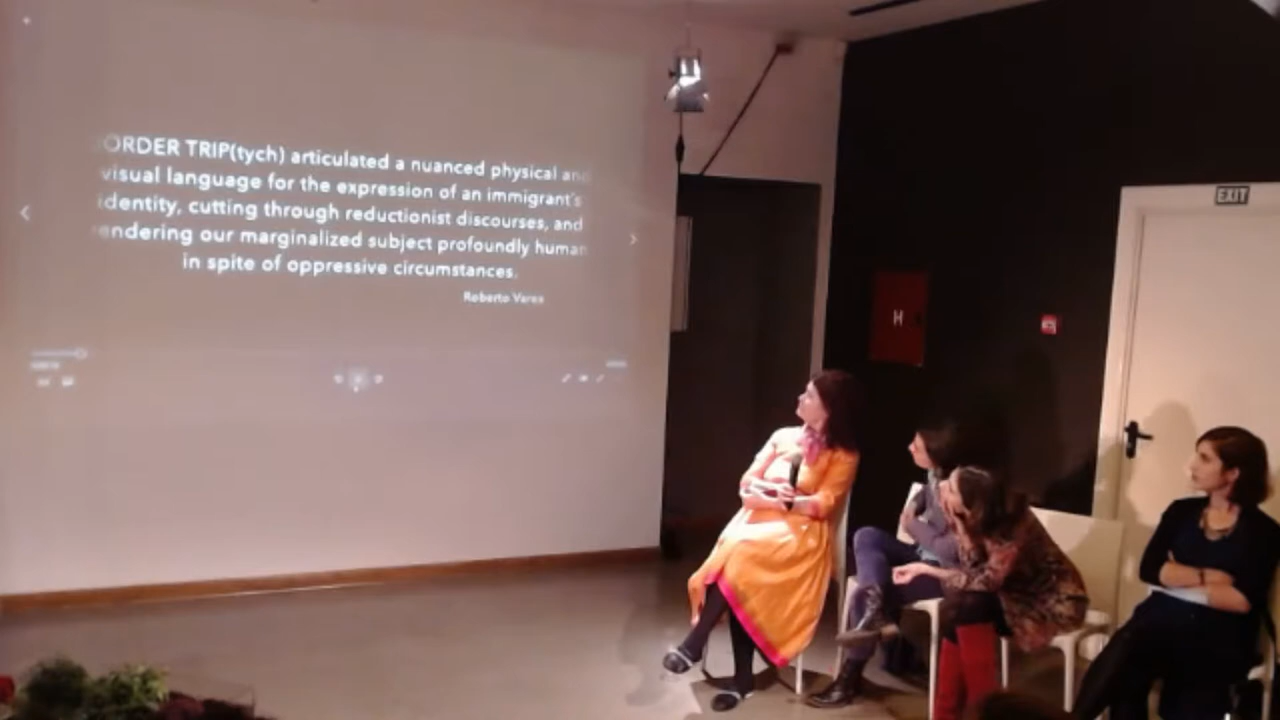 ORDER TRIP(tych) articulated a nuanced physical and
visual language for the expression of an immigrant's
identity, cutting through reductionist discourses, and
endering our marginalized subject profoundly human
in spite of oppressive circumstances.
Roberto Varea
EXIT
H